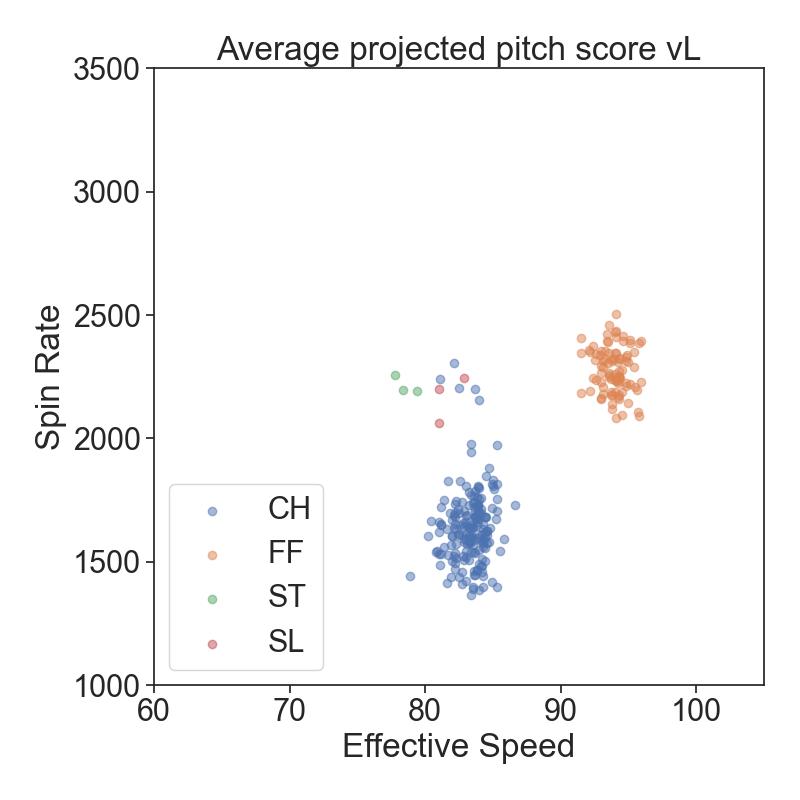 Average projected pitch score vL
3500
3000
2500
2000
1500
1000
Spin Rate
CH
FF
ST
SL
60
70
80
90
100
Effective Speed